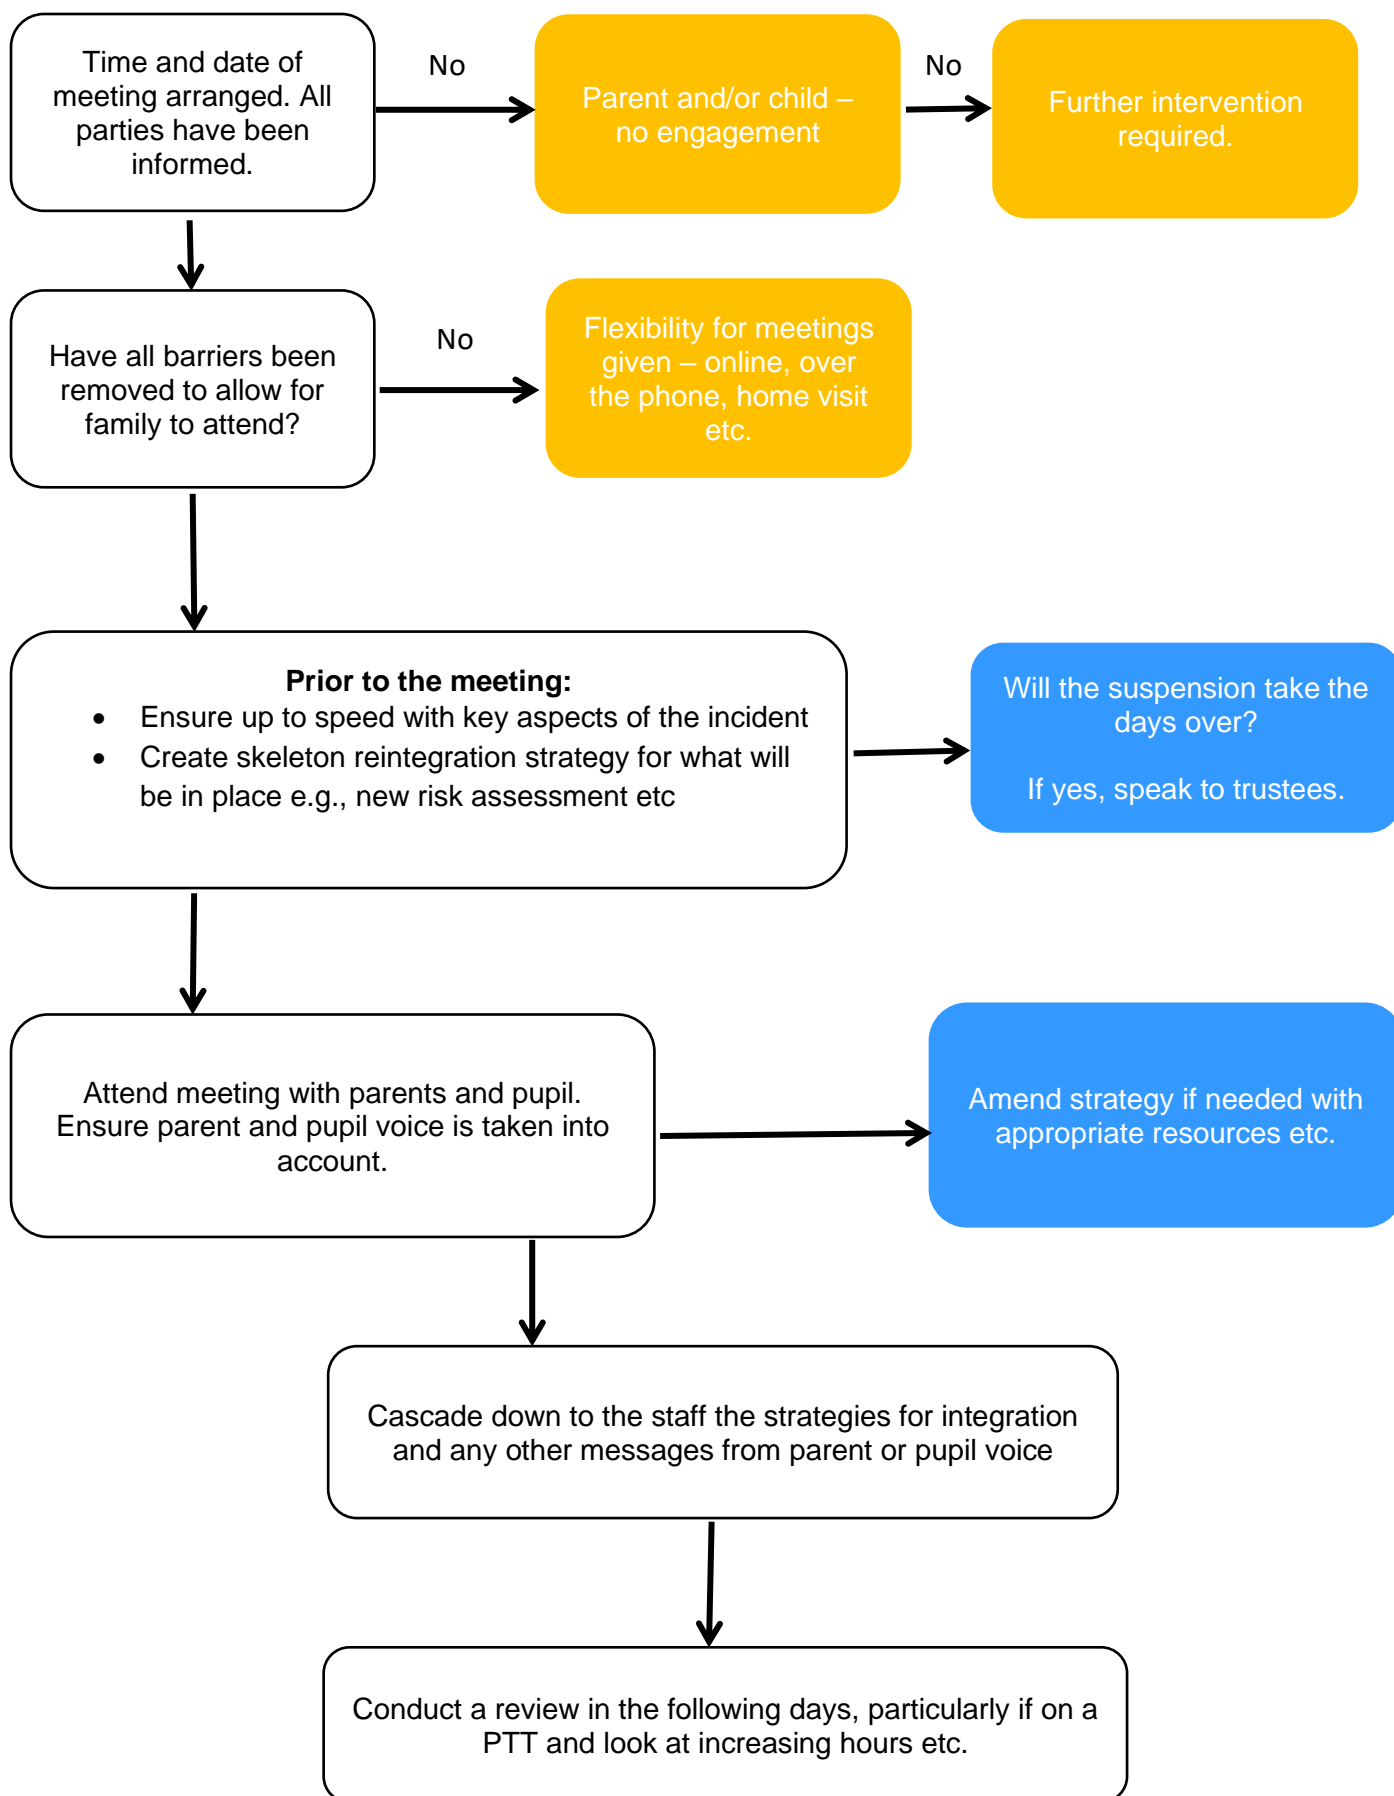 Time and date of
meeting arranged. All
parties have been
informed.
No
Parent and/or child –
no engagement
No
Further intervention
required.
Have all barriers been
removed to allow for
family to attend?
No
Flexibility for meetings
given – online, over
the phone, home visit
etc.
Prior to the meeting:
• Ensure up to speed with key aspects of the incident
• Create skeleton reintegration strategy for what will
be in place e.g., new risk assessment etc
Will the suspension take the
days over?
If yes, speak to trustees.
Attend meeting with parents and pupil.
Ensure parent and pupil voice is taken into
account.
Amend strategy if needed with
appropriate resources etc.
Cascade down to the staff the strategies for integration
and any other messages from parent or pupil voice
Conduct a review in the following days, particularly if on a
PTT and look at increasing hours etc.